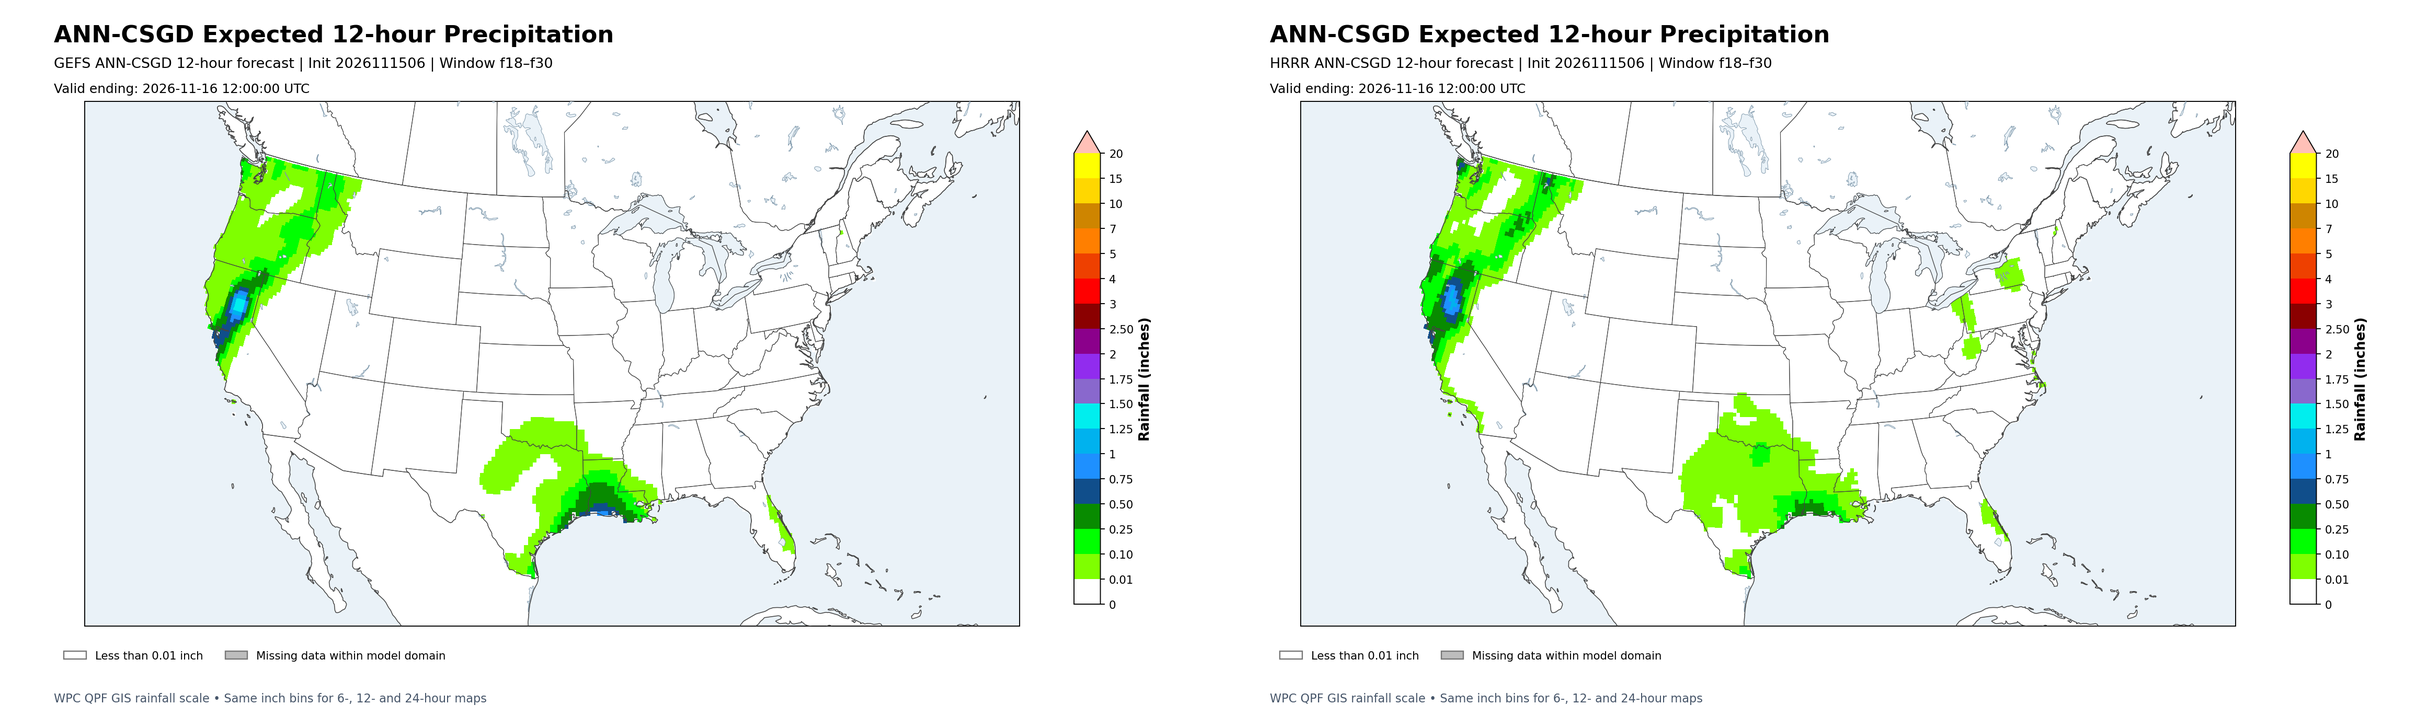 ANN-CSGD Expected 12-hour Precipitation
GEFS ANN-CSGD 12-hour forecast | Init 2026111506 | Window f18–f30
Valid ending: 2026-11-16 12:00:00 UTC
20
15
10
7
5
4
3
2.50
2
1.75
1.50
1.25
1
0.75
0.50
0.25
0.10
0.01
0
Rainfall (inches)
Less than 0.01 inch
Missing data within model domain
WPC QPF GIS rainfall scale • Same inch bins for 6-, 12- and 24-hour maps
ANN-CSGD Expected 12-hour Precipitation
HRRR ANN-CSGD 12-hour forecast | Init 2026111506 | Window f18–f30
Valid ending: 2026-11-16 12:00:00 UTC
20
15
10
7
5
4
3
2.50
2
1.75
1.50
1.25
1
0.75
0.50
0.25
0.10
0.01
0
Rainfall (inches)
Less than 0.01 inch
Missing data within model domain
WPC QPF GIS rainfall scale • Same inch bins for 6-, 12- and 24-hour maps